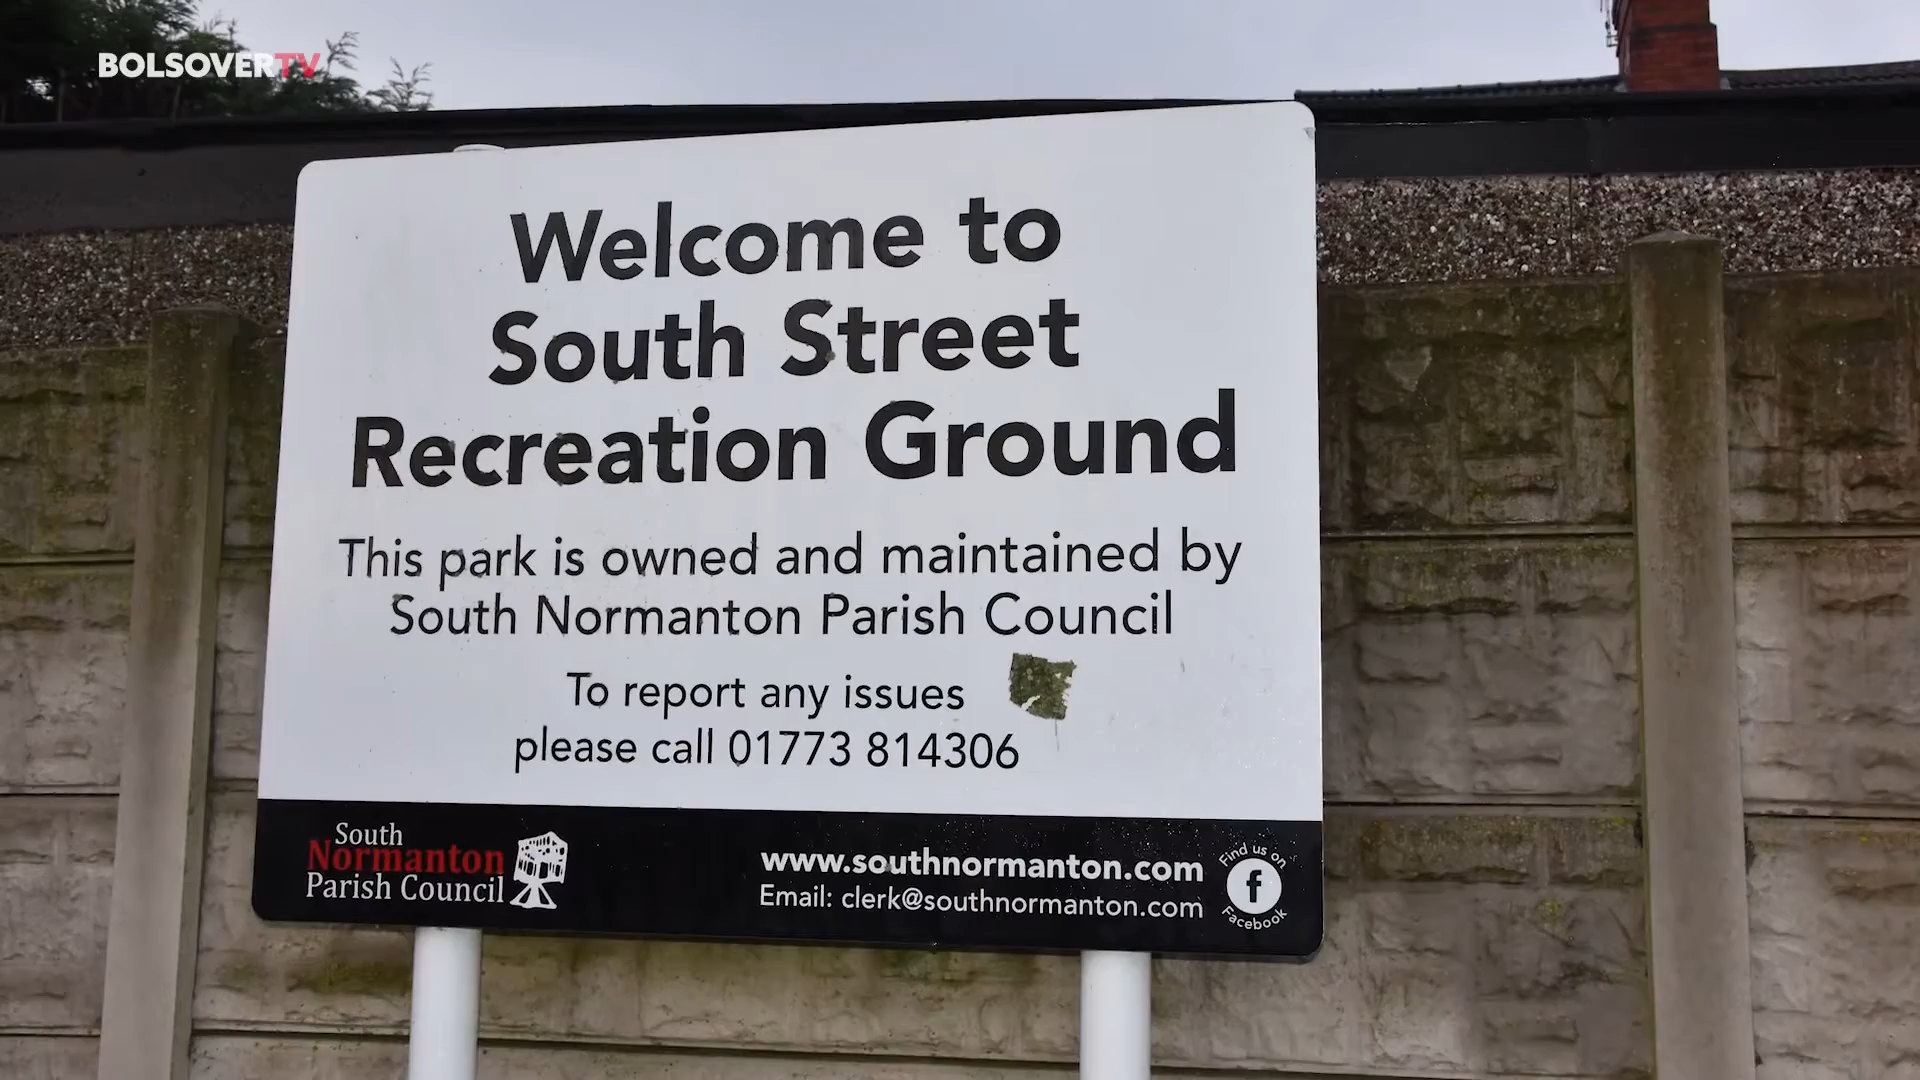 BOLSOVERTV
Welcome to
South Street
Recreation Ground
This park is owned and maintained by
South Normanton Parish Council
To report any issues
please call 01773 814306
South
Normanton
Parish Council
www.southnormanton.com
Email: clerk@southnormanton.com
Find us on
f
Facebook